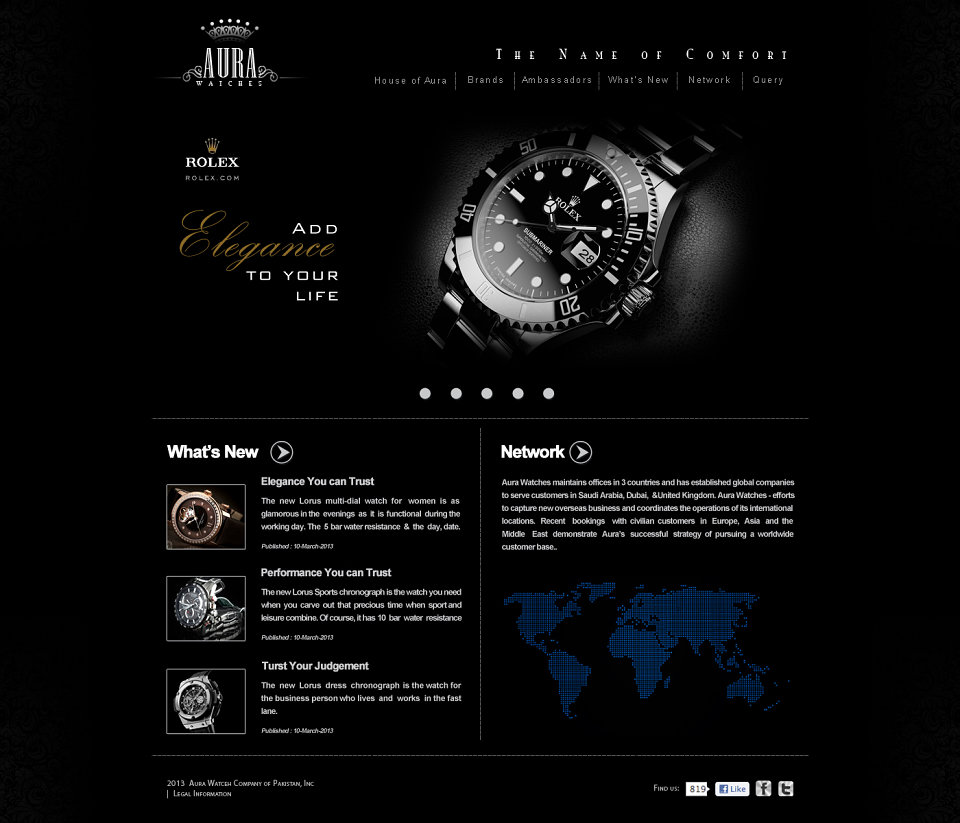 AURA
WATCHES
The Name of Comfort
House of Aura
Brands
Ambassadors
What's New
Network
Query
ROLEX
ROLEX.COM
Add
Elegance
to your
life
50
40
10
20
ROLEX
SUBMARINER
28
What's New
Elegance You can Trust
The new Lorus multi-dial watch for women is as
glamorous in the evenings as it is functional during the
working day. The 5 bar water resistance & the day, date.
Published : 10-March-2013
Performance You can Trust
The new Lorus Sports chronograph is the watch you need
when you carve out that precious time when sport and
leisure combine. Of course, it has 10 bar water resistance
Published : 10-March-2013
Turst Your Judgement
The new Lorus dress chronograph is the watch for
the business person who lives and works in the fast
lane.
Published : 10-March-2013
Network
Aura Watches maintains offices in 3 countries and has established global companies
to serve customers in Saudi Arabia, Dubai, &United Kingdom. Aura Watches - efforts
to capture new overseas business and coordinates the operations of its international
locations. Recent bookings with civilian customers in Europe, Asia and the
Middle East demonstrate Aura's successful strategy of pursuing a worldwide
customer base..
2013 Aura Watceh Company of Pakistan, Inc
| Legal Information
Find us:
819
f Like
f
t